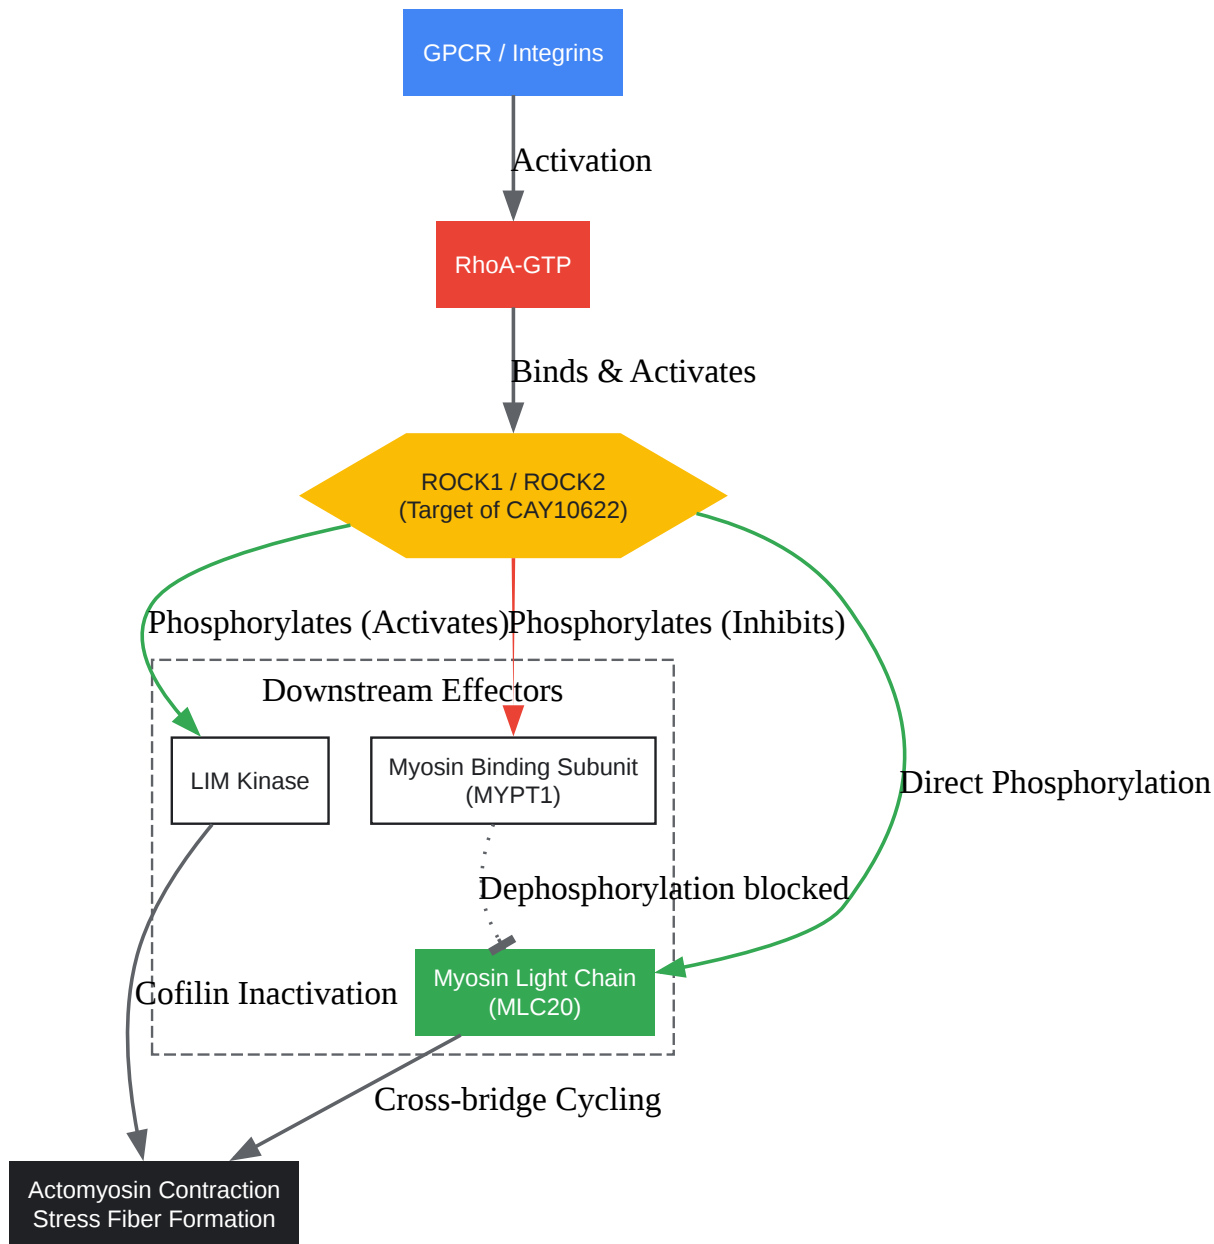 GPCR / Integrins
Activation
RhoA-GTP
Binds & Activates
ROCK1 / ROCK2
(Target of CAY10622)
Phosphorylates (Activates)
Phosphorylates (Inhibits)
Downstream Effectors
LIM Kinase
Myosin Binding Subunit
(MYPT1)
Direct Phosphorylation
Dephosphorylation blocked
Myosin Light Chain
(MLC20)
Cofilin Inactivation
Cross-bridge Cycling
Actomyosin Contraction
Stress Fiber Formation